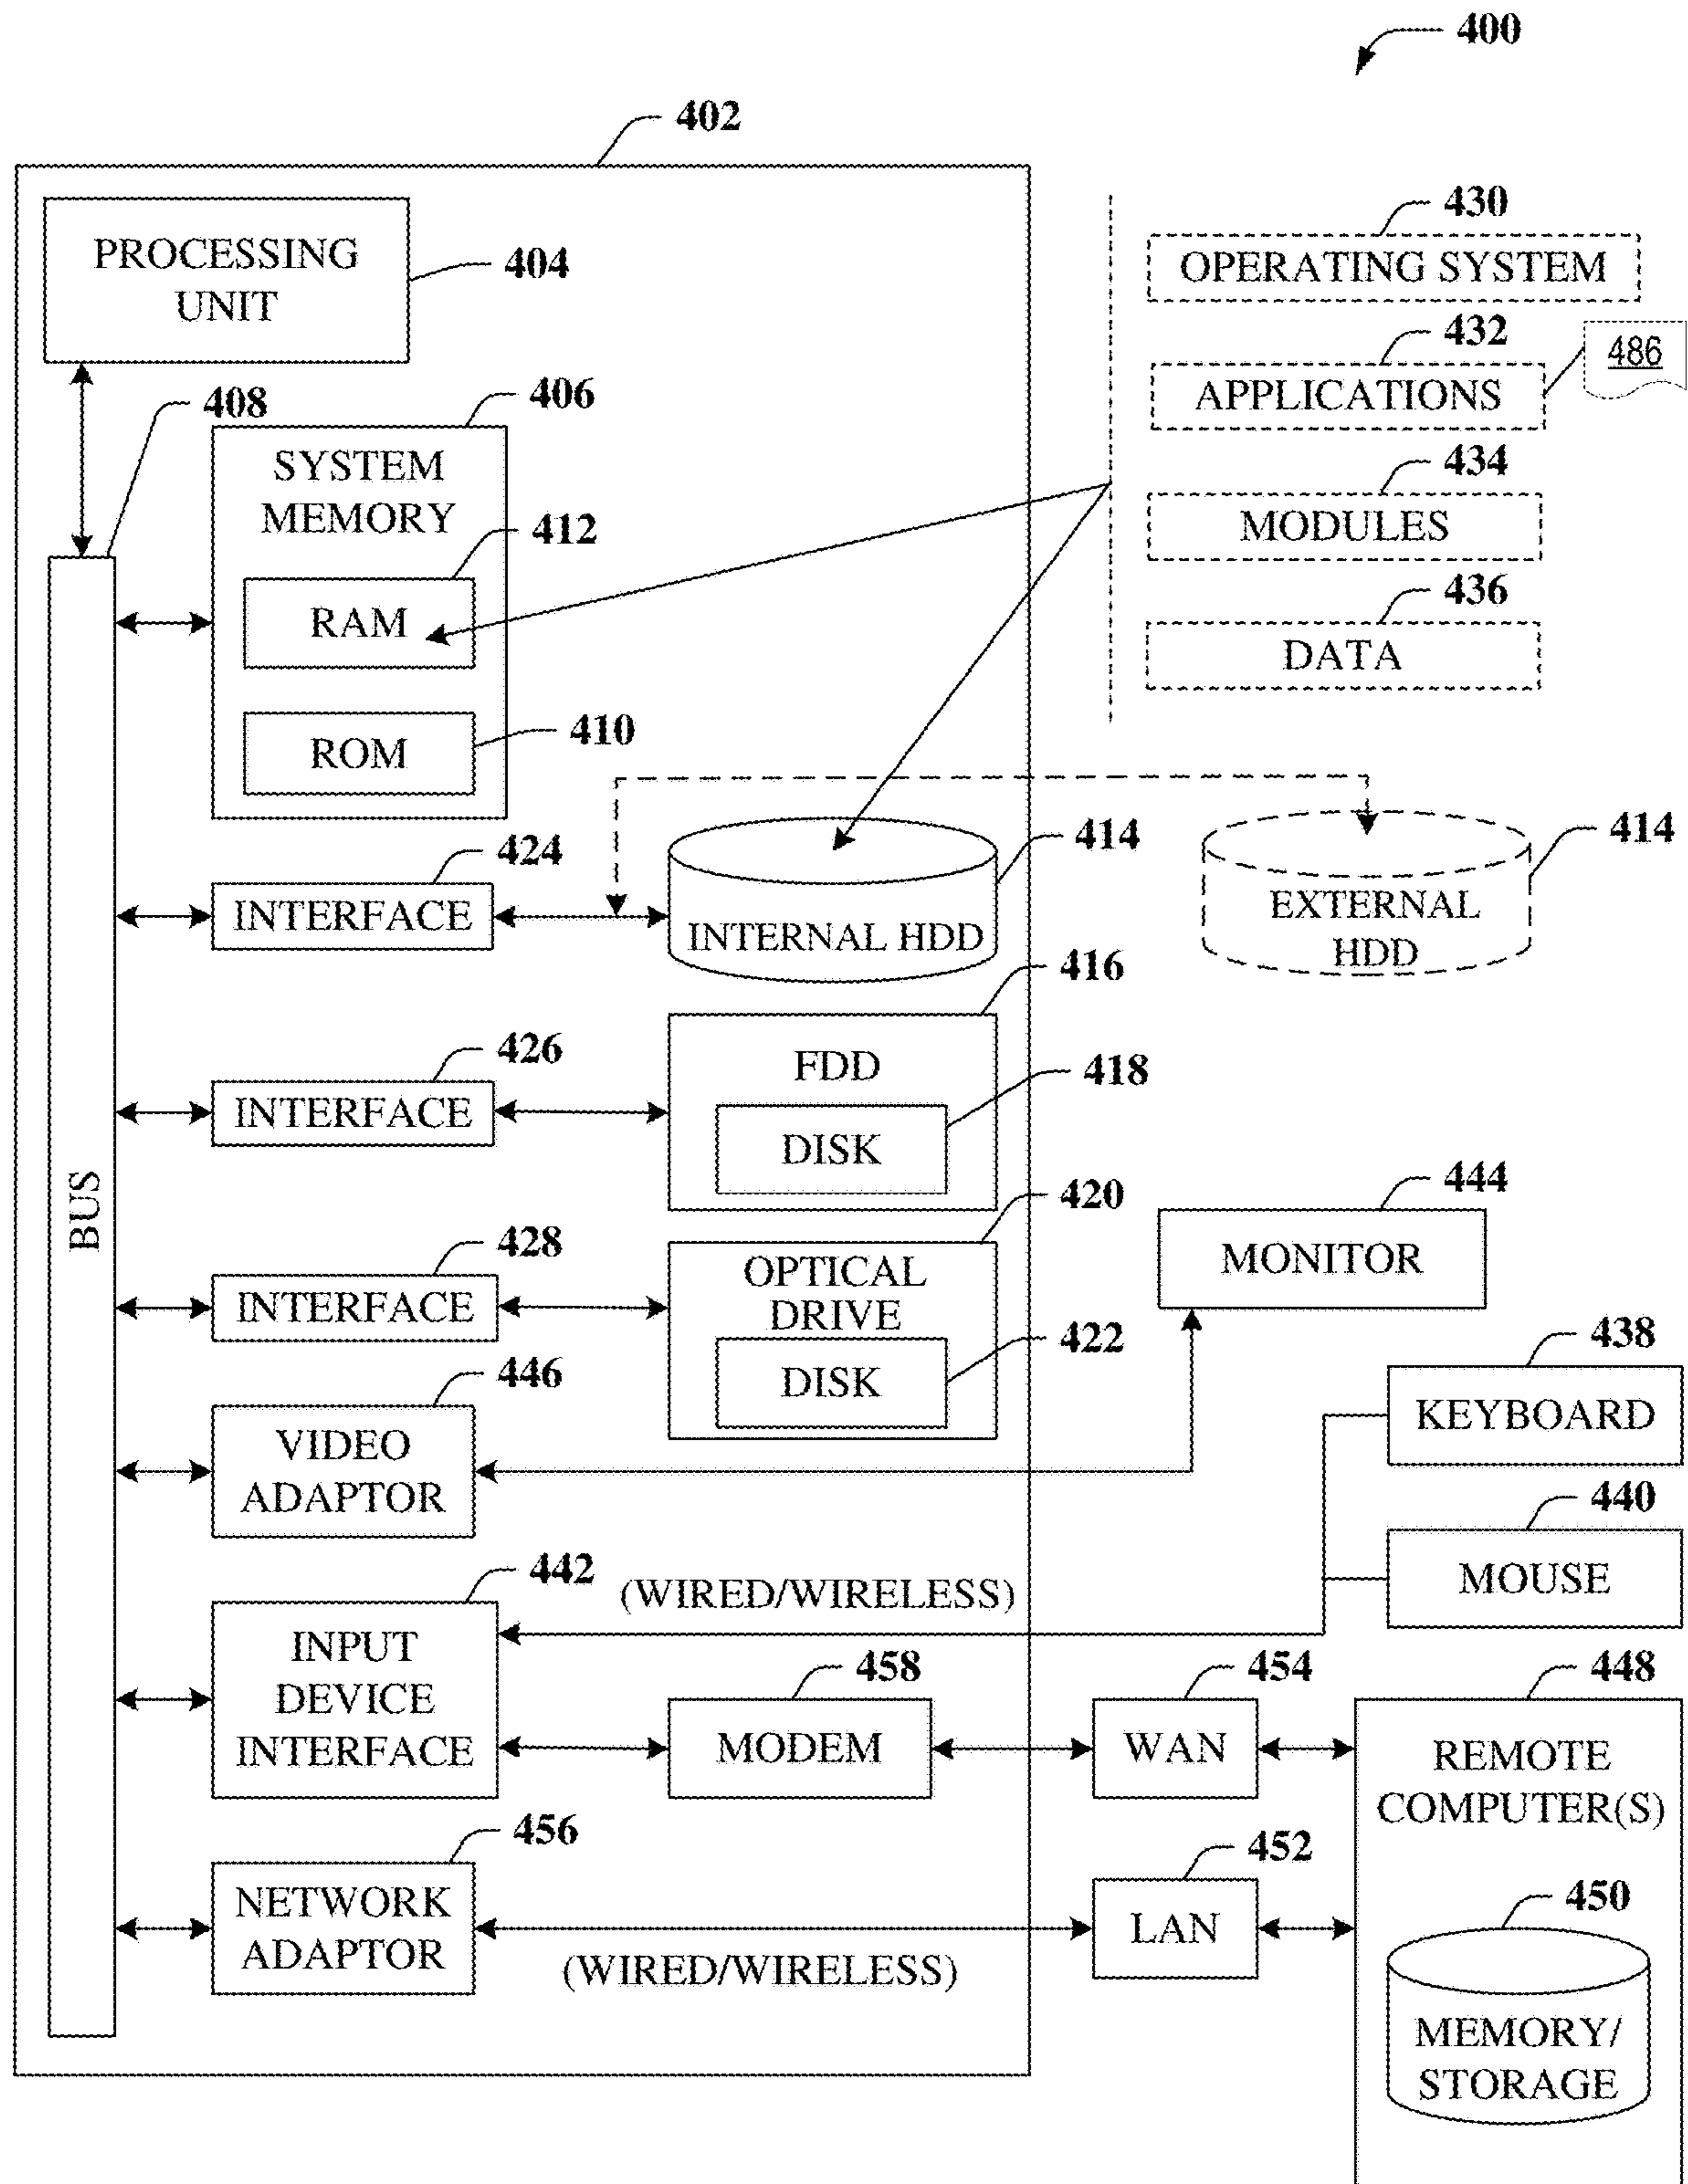 400
402
PROCESSING
UNIT
404
430
OPERATING SYSTEM
432
486
APPLICATIONS
408
406
SYSTEM
MEMORY
434
MODULES
412
RAM
436
DATA
410
ROM
424
INTERFACE
414
INTERNAL HDD
414
EXTERNAL
HDD
416
FDD
426
INTERFACE
418
DISK
BUS
420
OPTICAL
DRIVE
428
INTERFACE
422
DISK
444
MONITOR
438
KEYBOARD
446
VIDEO
ADAPTOR
440
MOUSE
442
(WIRED/WIRELESS)
INPUT
DEVICE
INTERFACE
458
MODEM
454
WAN
448
REMOTE
COMPUTER(S)
456
NETWORK
ADAPTOR
(WIRED/WIRELESS)
452
LAN
450
MEMORY/
STORAGE